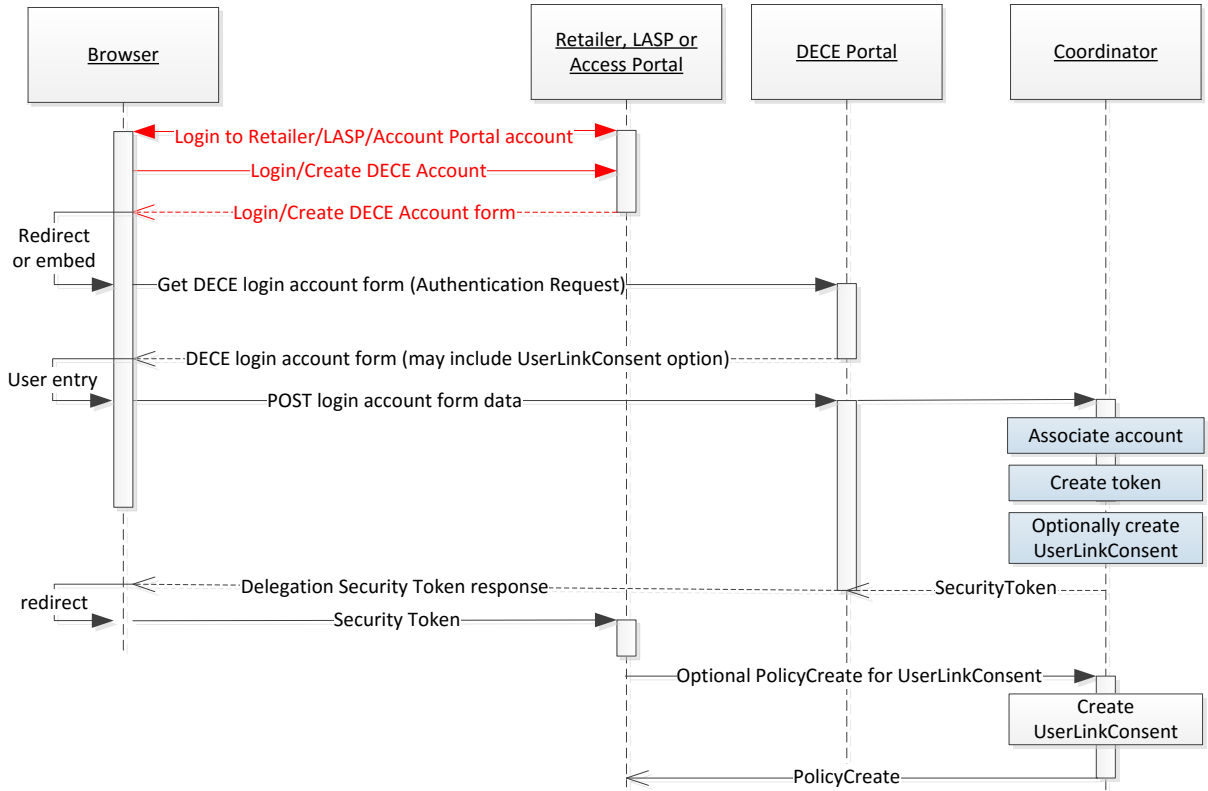 Browser
Retailer, LASP or
Access Portal
DECE Portal
Coordinator
Login to Retailer/LASP/Account Portal account
Login/Create DECE Account
Login/Create DECE Account form
Redirect
or embed
Get DECE login account form (Authentication Request)
DECE login account form (may include UserLinkConsent option)
User entry
POST login account form data
Associate account
Create token
Optionally create
UserLinkConsent
Delegation Security Token response
SecurityToken
redirect
Security Token
Optional PolicyCreate for UserLinkConsent
Create
UserLinkConsent
PolicyCreate